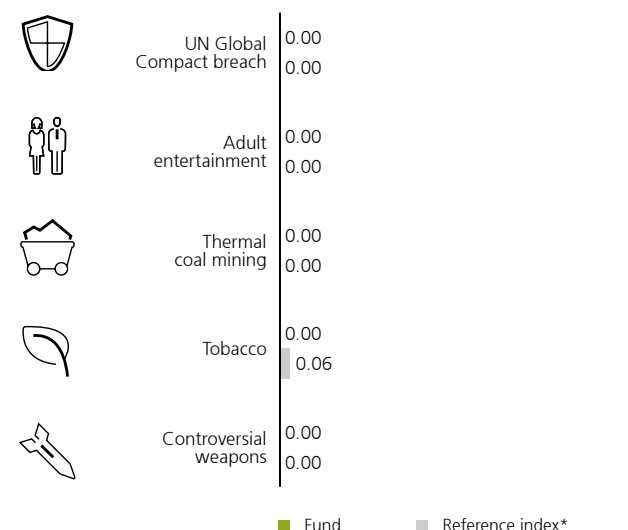 UN Global
Compact breach
0.00
0.00
Adult
entertainment
0.00
0.00
Thermal
coal mining
0.00
0.00
Tobacco
0.00
0.06
Controversial
weapons
0.00
0.00
Fund
Reference index*